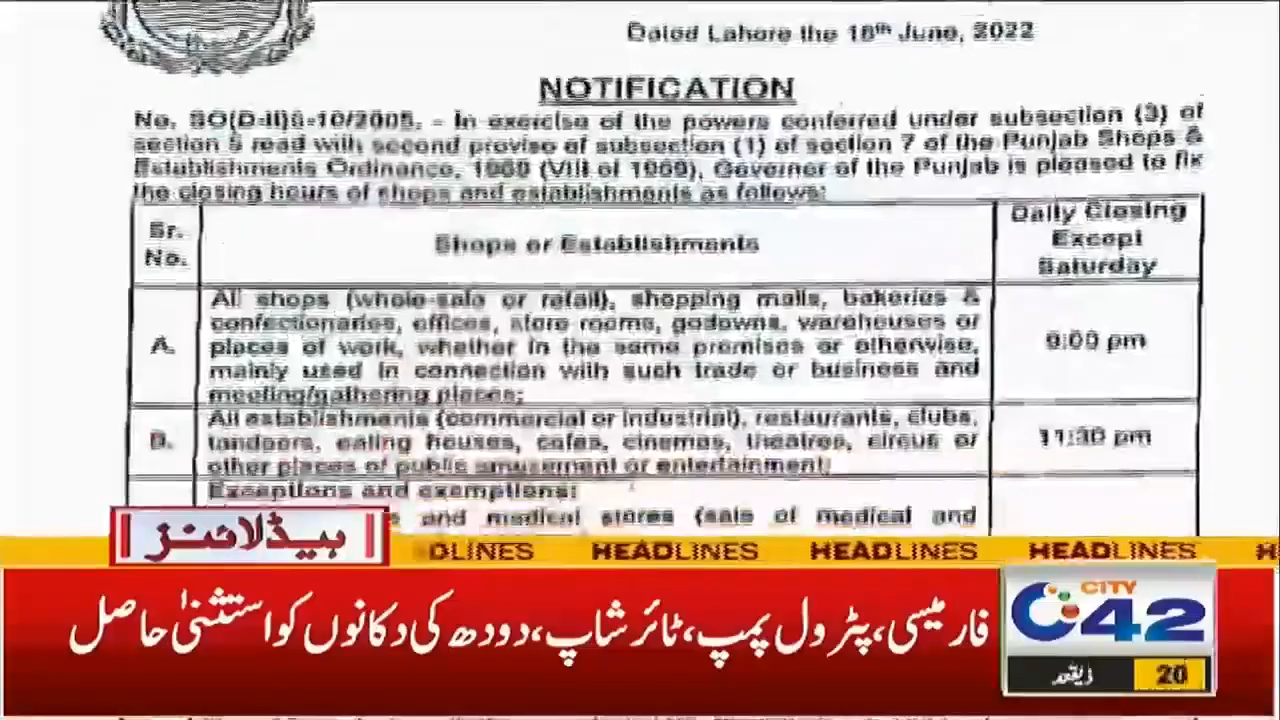 Dated Lahore the 18th June, 2022
NOTIFICATION
No. SO(D-II)6-10/2005. - In exercise of the powers conferred under subsection (3) of
section 9 read with second proviso of subsection (1) of section 7 of the Punjab Shops &
Establishments Ordinance, 1969 (VIII of 1969), Governor of the Punjab is pleased to fix
the closing hours of shops and establishments as follows:
Sr. No.
Shops or Establishments
Daily Closing Except Saturday
A.
All shops (whole-sale or retail), shopping malls, bakeries &
confectionaries, offices, store rooms, godowns, warehouses or
places of work, whether in the same premises or otherwise,
mainly used in connection with such trade or business and
meeting/gathering places;
9:00 pm
B.
All establishments (commercial or industrial), restaurants, clubs,
tandoors, eating houses, cafes, cinemas, theatres, circus or
other places of public amusement or entertainment;
11:30 pm
Exceptions and exemptions:
and medical stores (sale of medical and
ہیڈلائنز
DLINES HEADLINES HEADLINES HEADLINES H
فارمیسی، پٹرول پمپ، ٹائر شاپ، دودھ کی دکانوں کو استثنیٰ حاصل
CITY
42
20 ذیقعد